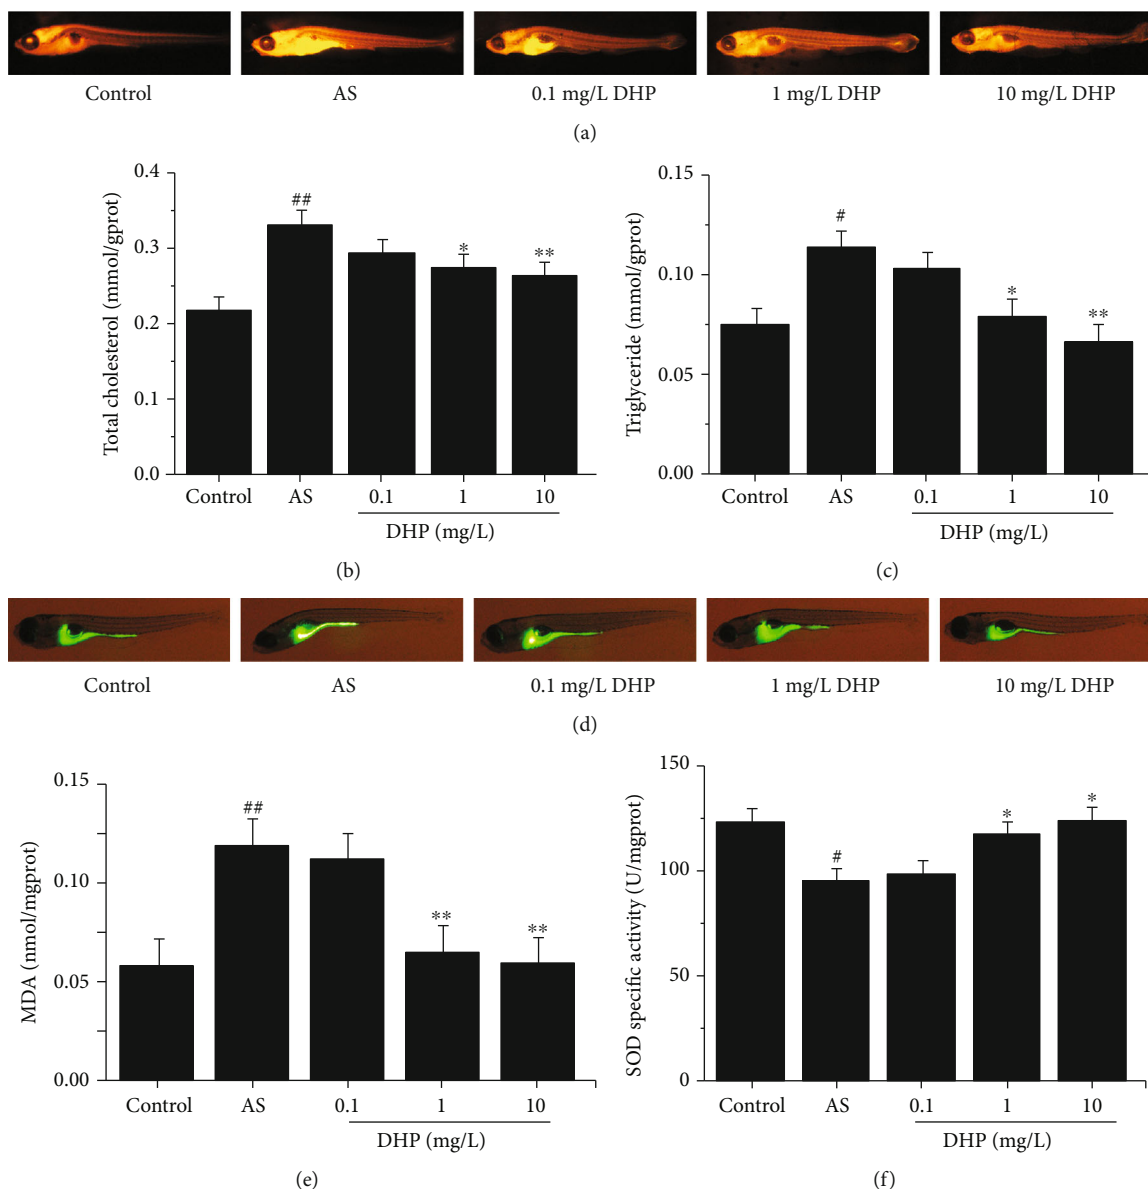 Control AS 0.1 mg/L DHP 1 mg/L DHP 10 mg/L DHP
(a)
Total cholesterol (mmol/gprot)
0.4
0.3
0.2
0.1
0.0
##
*
**
Control AS 0.1 1 10
DHP (mg/L)
(b)
Triglyceride (mmol/gprot)
0.15
0.10
0.05
0.00
#
*
**
Control AS 0.1 1 10
DHP (mg/L)
(c)
Control AS 0.1 mg/L DHP 1 mg/L DHP 10 mg/L DHP
(d)
MDA (nmol/mgprot)
0.15
0.10
0.05
0.00
##
**
**
Control AS 0.1 1 10
DHP (mg/L)
(e)
SOD specific activity (U/mgprot)
150
100
50
0
#
*
*
Control AS 0.1 1 10
DHP (mg/L)
(f)